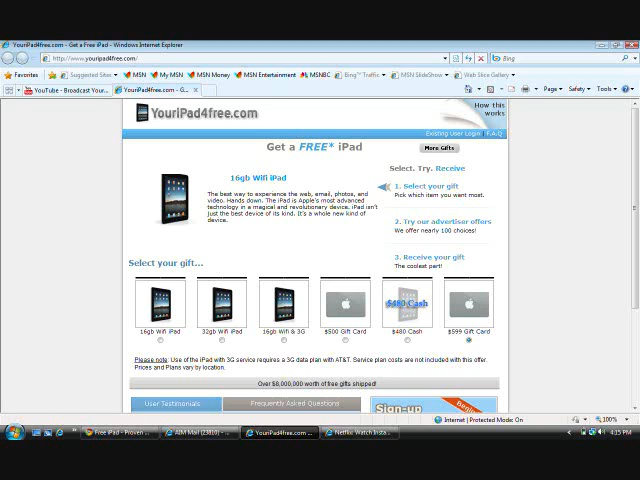 YouriPad4free.com - Get a Free iPad - Windows Internet Explorer
http://www.youripad4free.com/
Bing
Favorites Suggested Sites MSN My MSN MSN Money MSN Entertainment MSNBC Bing™ Traffic MSN SlideShow Web Slice Gallery
YouTube - Broadcast Your... YouriPad4free.com - G... Page Safety Tools
YouriPad4free.com
How this works
Existing User Login | F.A.Q
Get a FREE* iPad
More Gifts
Select. Try. Receive
16gb Wifi iPad
The best way to experience the web, email, photos, and
video. Hands down. The iPad is Apple's most advanced
technology in a magical and revolutionary device. iPad isn't
just the best device of its kind. It's a whole new kind of
device.
1. Select your gift
Pick which item you want most.
2. Try our advertiser offers
We offer nearly 100 choices!
3. Receive your gift
The coolest part!
Select your gift...
$480 Cash
16gb Wifi iPad 32gb Wifi iPad 16gb Wifi & 3G $500 Gift Card $480 Cash $599 Gift Card
Please note: Use of the iPad with 3G service requires a 3G data plan with AT&T. Service plan costs are not included with this offer.
Prices and Plans vary by location.
Over $8,000,000 worth of free gifts shipped!
User Testimonials Frequently Asked Questions
Sign-up
Internet | Protected Mode: On 100%
Free iPad - Proven ... AIM Mail (23810) - ... YouriPad4free.com ... Netflix Watch Insta...
4:15 PM